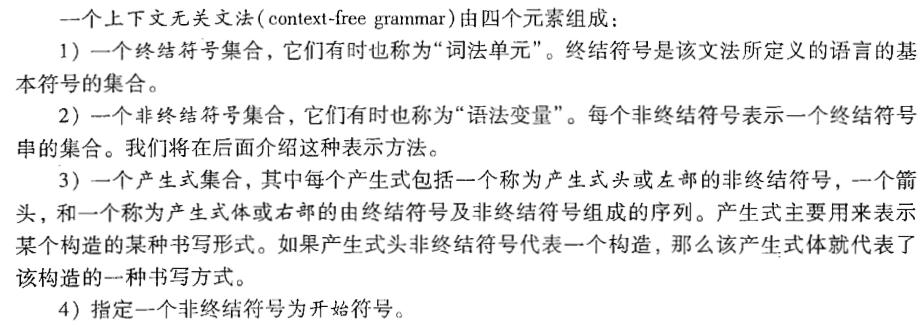 一个上下文无关文法(context-free grammar)由四个元素组成：
1) 一个终结符号集合，它们有时也称为“词法单元”。终结符号是该文法所定义的语言的基
本符号的集合。
2) 一个非终结符号集合，它们有时也称为“语法变量”。每个非终结符号表示一个终结符号
串的集合。我们将在后面介绍这种表示方法。
3) 一个产生式集合，其中每个产生式包括一个称为产生式头或左部的非终结符号，一个箭
头，和一个称为产生式体或右部的由终结符号及非终结符号组成的序列。产生式主要用来表示
某个构造的某种书写形式。如果产生式头非终结符号代表一个构造，那么该产生式体就代表了
该构造的一种书写方式。
4) 指定一个非终结符号为开始符号。